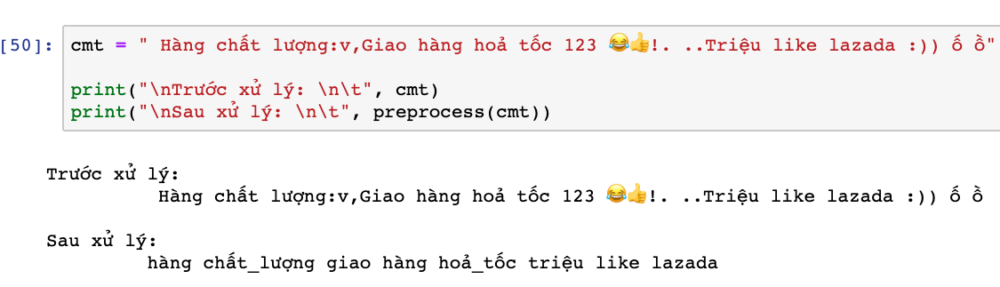 [50]: cmt = " Hàng chất lượng:v,Giao hàng hoả tốc 123 😂👍!. ..Triệu like lazada :)) ố ồ"
print("\nTrước xử lý: \n\t", cmt)
print("\nSau xử lý: \n\t", preprocess(cmt))
Trước xử lý:
Hàng chất lượng:v,Giao hàng hoả tốc 123 😂👍!. ..Triệu like lazada :)) ố ồ
Sau xử lý:
hàng chất_lượng giao hàng hoả_tốc triệu like lazada